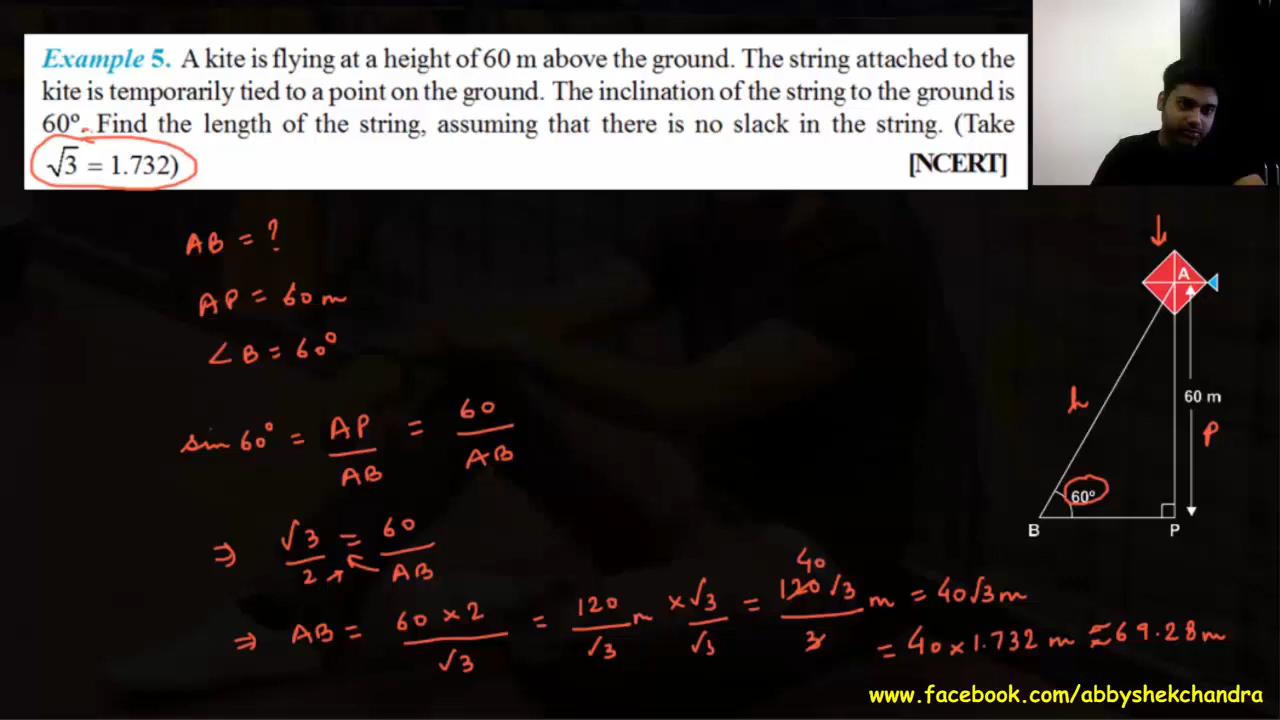 Example 5. A kite is flying at a height of 60 m above the ground. The string attached to the
kite is temporarily tied to a point on the ground. The inclination of the string to the ground is
60º. Find the length of the string, assuming that there is no slack in the string. (Take
√3 = 1.732) [NCERT]
AB = ?
AP = 60 m
∠B = 60°
sin 60° = AP/AB = 60/AB
⇒ √3/2 = 60/AB
⇒ AB = 60 × 2/√3 = 120/√3 m × √3/√3 = 120√3/3 m = 40√3 m
40
= 40 × 1.732 m ≈ 69.28 m
A
h
60 m
p
60º
B P
www.facebook.com/abbyshekchandra